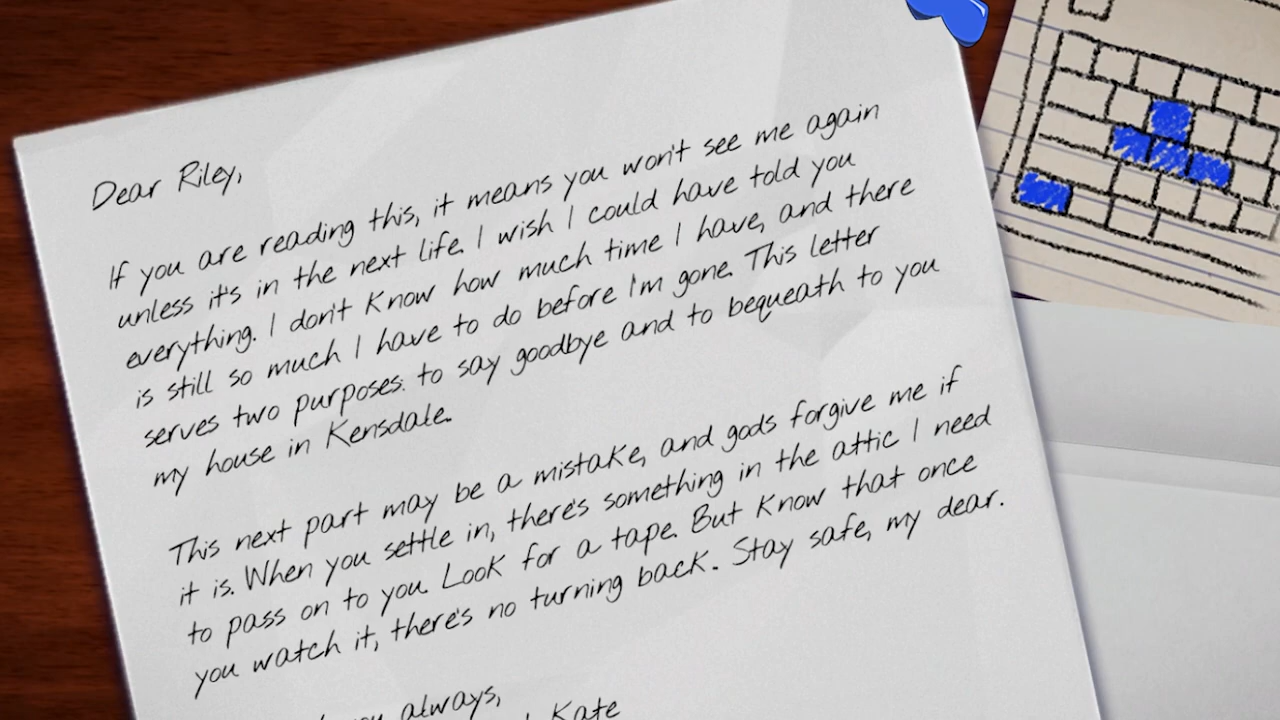 Dear Riley,
If you are reading this, it means you won't see me again
unless it's in the next life. I wish I could have told you
everything. I don't know how much time I have, and there
is still so much I have to do before I'm gone. This letter
serves two purposes: to say goodbye and to bequeath to you
my house in Kensdale.
This next part may be a mistake, and gods forgive me if
it is. When you settle in, there's something in the attic I need
to pass on to you. Look for a tape. But know that once
you watch it, there's no turning back. Stay safe, my dear.
you always,
Kate